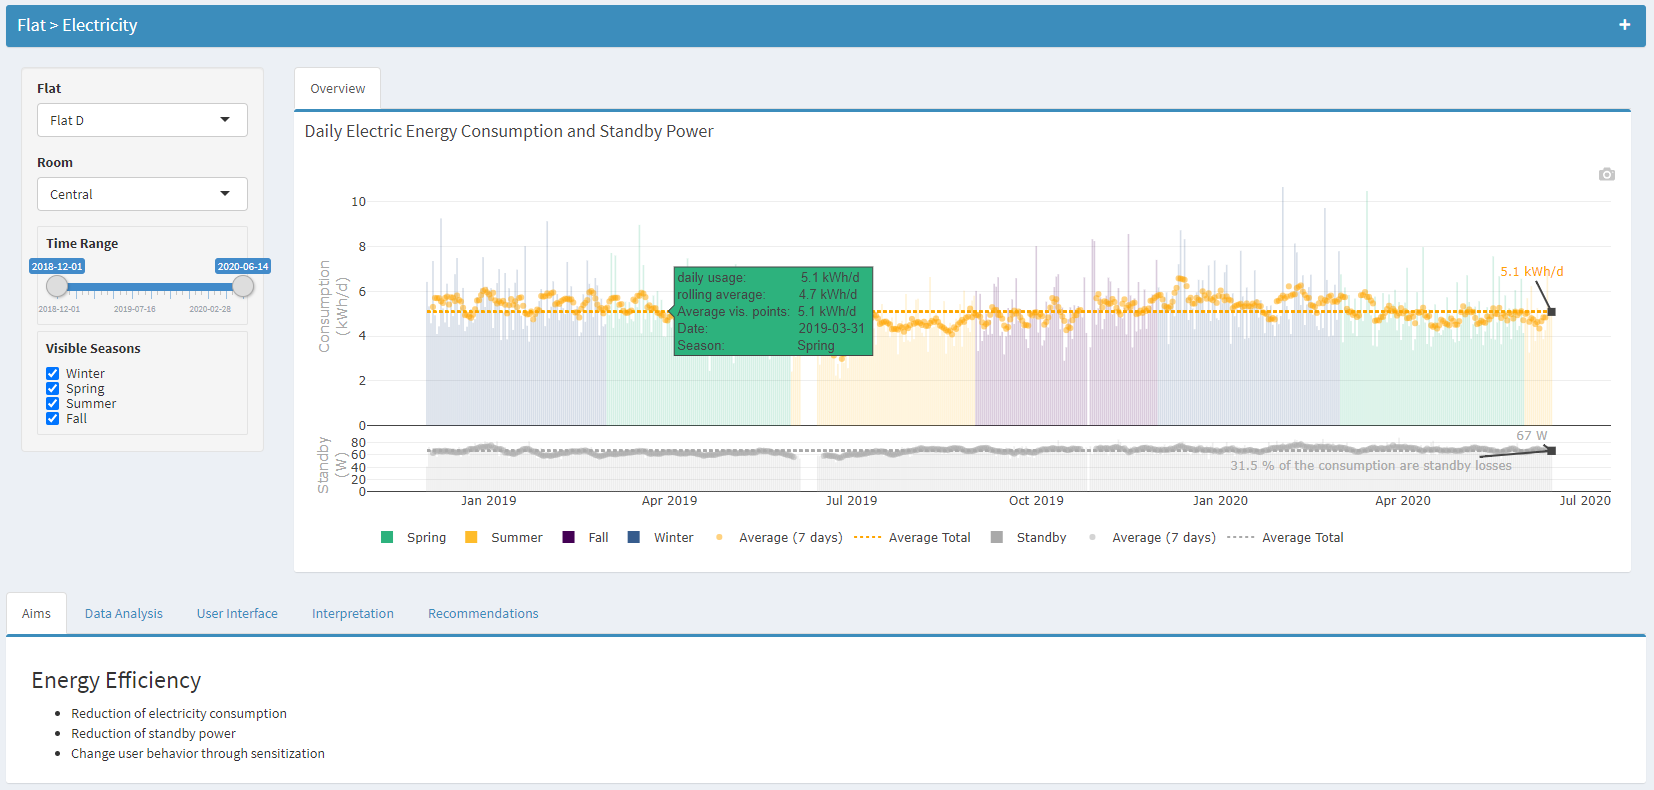 Flat > Electricity
+
Flat
Flat D
Room
Central
Time Range
2018-12-01 2020-06-14
2018-12-01 2019-07-16 2020-02-28
Visible Seasons
Winter
Spring
Summer
Fall
Overview
Daily Electric Energy Consumption and Standby Power
Consumption
(kWh/d)
10
8
6
4
2
0
5.1 kWh/d
daily usage: 5.1 kWh/d
rolling average: 4.7 kWh/d
Average vis. points: 5.1 kWh/d
Date: 2019-03-31
Season: Spring
Standby
(W)
80
60
40
20
0
67 W
31.5 % of the consumption are standby losses
Jan 2019 Apr 2019 Jul 2019 Oct 2019 Jan 2020 Apr 2020 Jul 2020
Spring Summer Fall Winter Average (7 days) Average Total Standby Average (7 days) Average Total
Aims Data Analysis User Interface Interpretation Recommendations
Energy Efficiency
Reduction of electricity consumption
Reduction of standby power
Change user behavior through sensitization